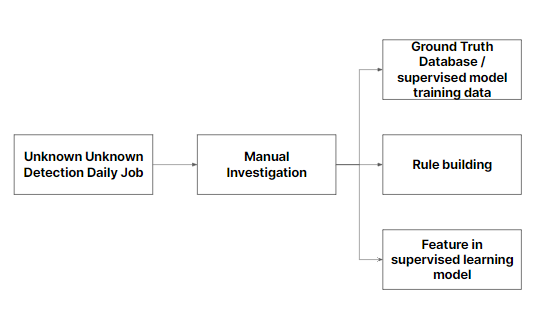 Unknown Unknown
Detection Daily Job
Manual
Investigation
Ground Truth
Database /
supervised model
training data
Rule building
Feature in
supervised learning
model